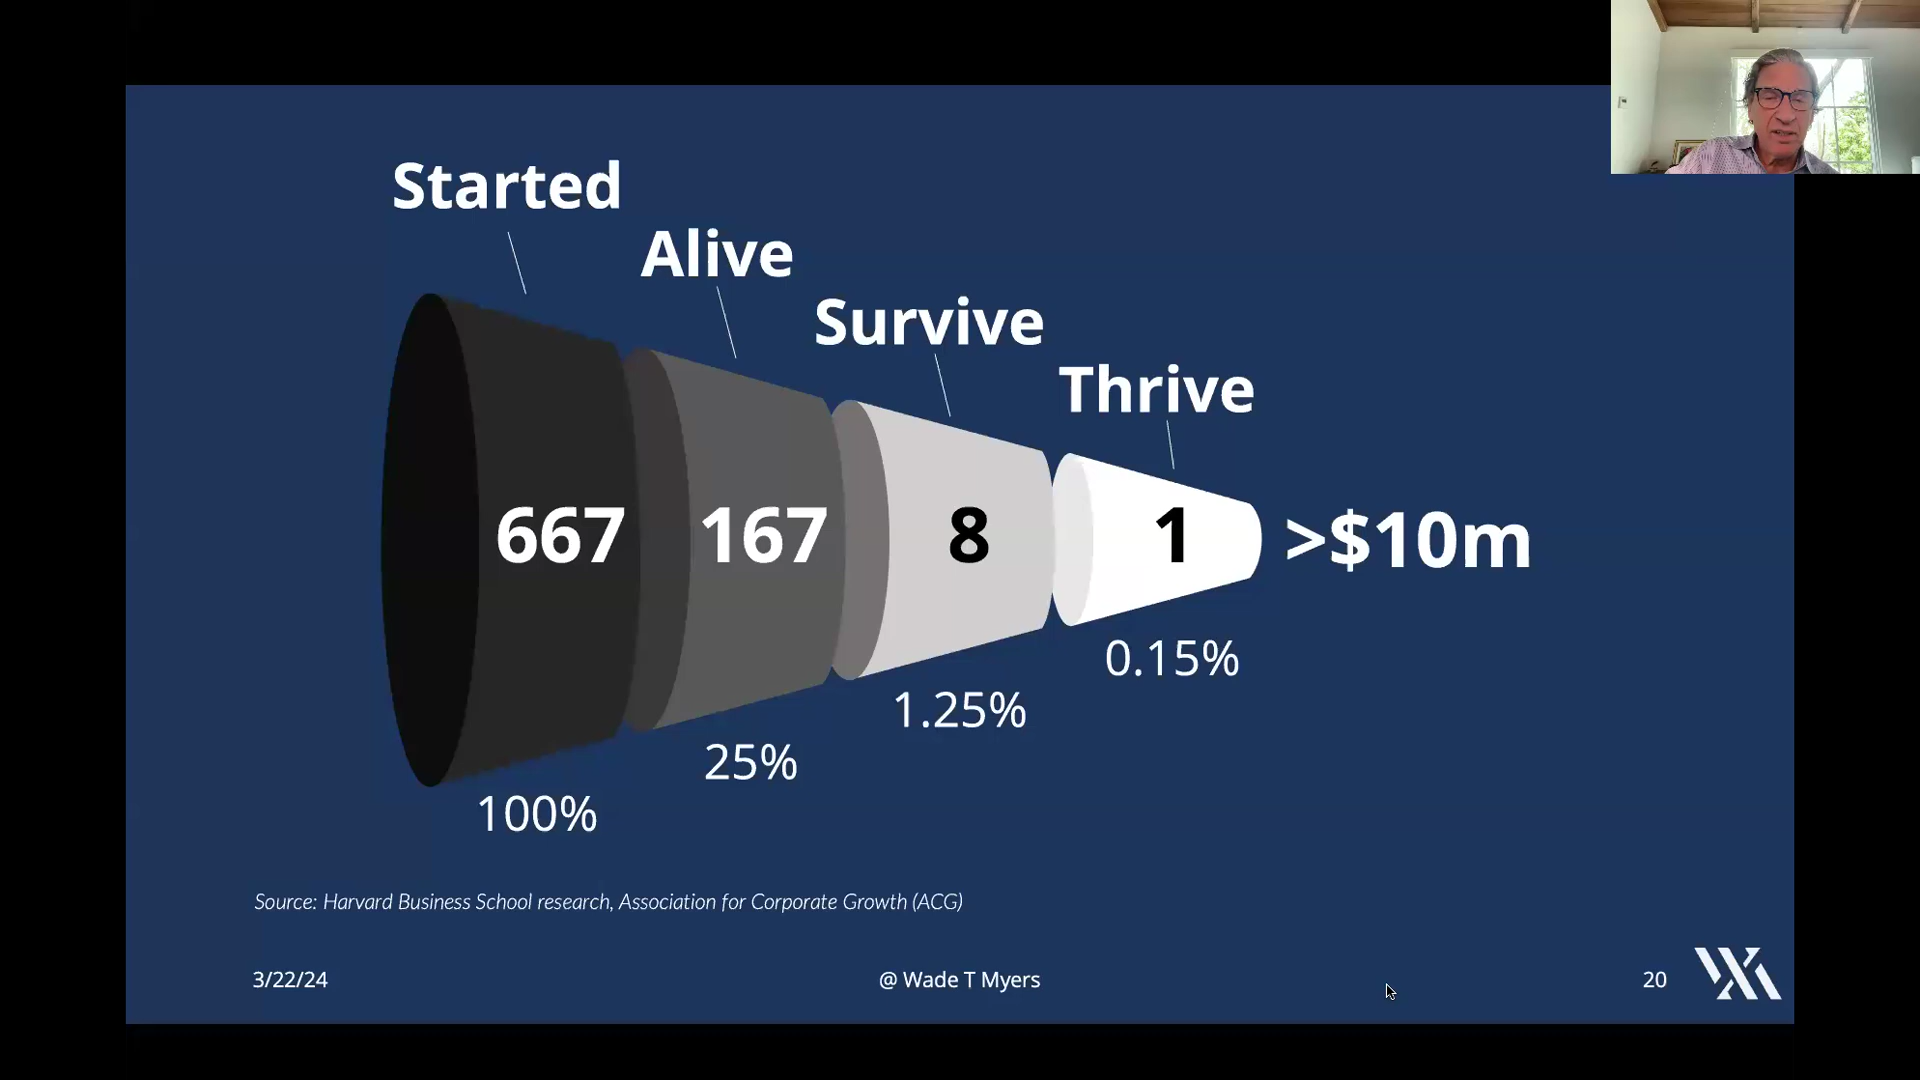 Started
Alive
Survive
Thrive
667
167
8
1
>$10m
0.15%
1.25%
25%
100%
Source: Harvard Business School research, Association for Corporate Growth (ACG)
3/22/24
@ Wade T Myers
20